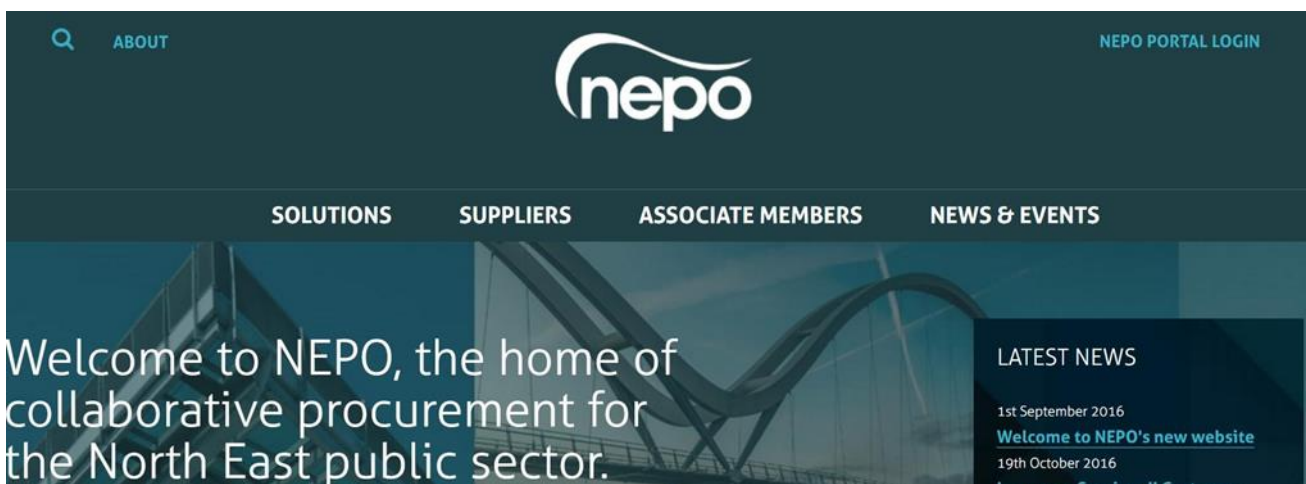 ABOUT
nepo
NEPO PORTAL LOGIN
SOLUTIONS SUPPLIERS ASSOCIATE MEMBERS NEWS & EVENTS
Welcome to NEPO, the home of
collaborative procurement for
the North East public sector.
LATEST NEWS
1st September 2016
Welcome to NEPO's new website
19th October 2016